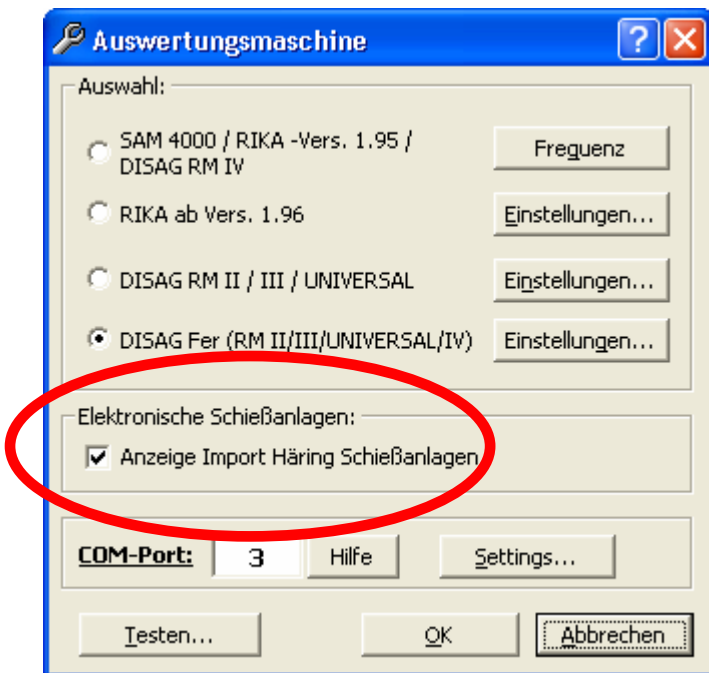 Auswertungsmaschine
Auswahl:
SAM 4000 / RIKA -Vers. 1.95 /
DISAG RM IV
Frequenz
RIKA ab Vers. 1.96
Einstellungen...
DISAG RM II / III / UNIVERSAL
Einstellungen...
DISAG Fer (RM II/III/UNIVERSAL/IV)
Einstellungen...
Elektronische Schießanlagen:
Anzeige Import Häring Schießanlagen
COM-Port: 3 Hilfe Settings...
Testen... OK Abbrechen